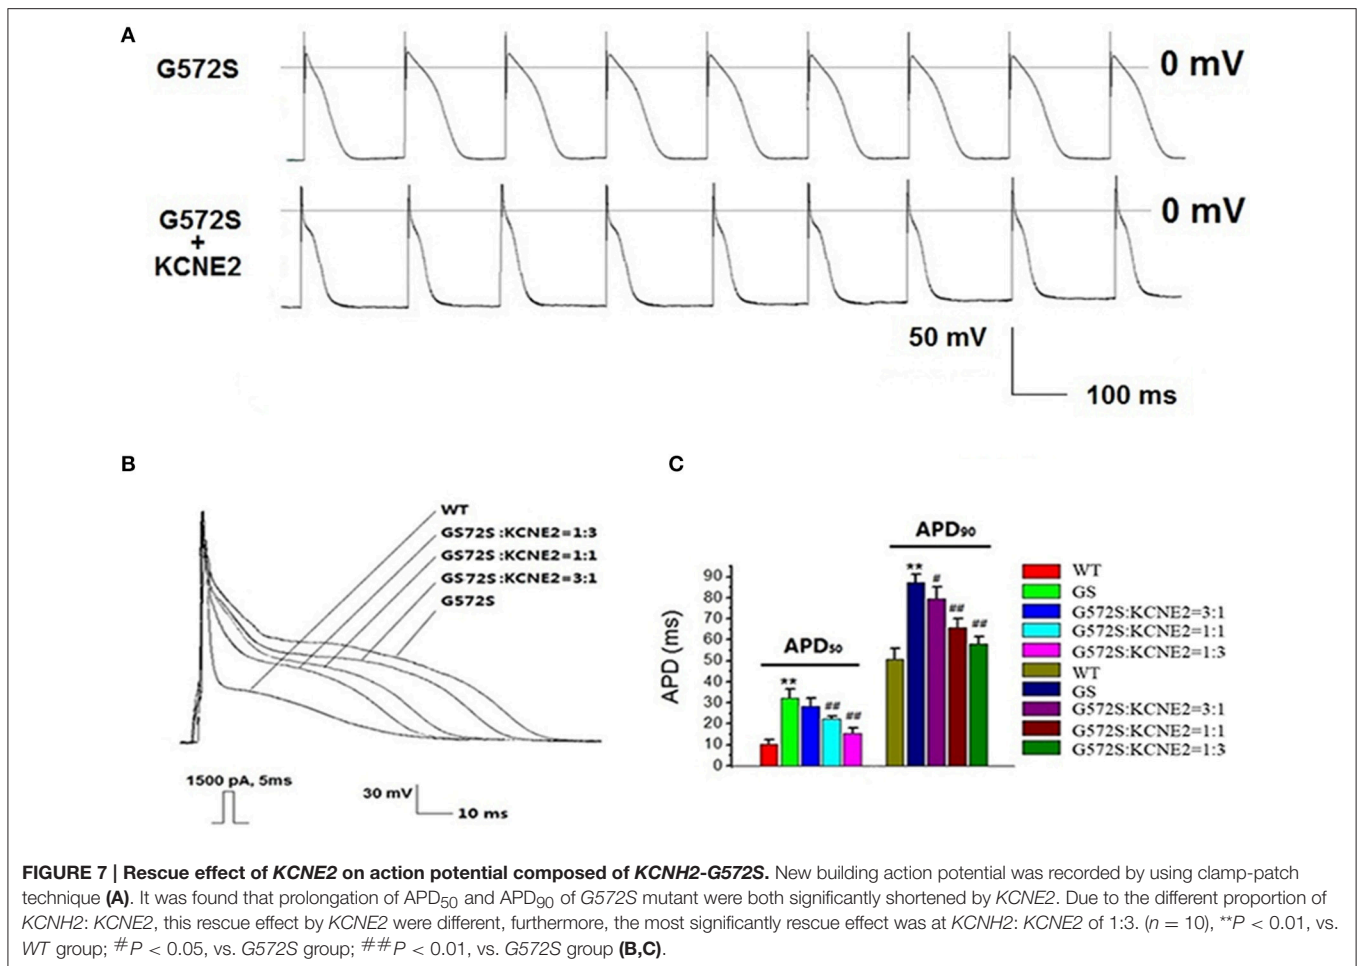 A
G572S
0 mV
G572S
+
KCNE2
0 mV
50 mV
100 ms
B
WT
GS72S :KCNE2=1:3
GS72S :KCNE2=1:1
GS72S :KCNE2=3:1
G572S
1500 pA, 5ms
30 mV
10 ms
C
APD (ms)
90
80
70
60
50
40
30
20
10
0
APD50
APD90
**
##
##
**
#
##
##
WT
GS
G572S:KCNE2=3:1
G572S:KCNE2=1:1
G572S:KCNE2=1:3
WT
GS
G572S:KCNE2=3:1
G572S:KCNE2=1:1
G572S:KCNE2=1:3
FIGURE 7 | Rescue effect of KCNE2 on action potential composed of KCNH2-G572S. New building action potential was recorded by using clamp-patch
technique (A). It was found that prolongation of APD50 and APD90 of G572S mutant were both significantly shortened by KCNE2. Due to the different proportion of
KCNH2: KCNE2, this rescue effect by KCNE2 were different, furthermore, the most significantly rescue effect was at KCNH2: KCNE2 of 1:3. (n = 10), **P < 0.01, vs.
WT group; #P < 0.05, vs. G572S group; ##P < 0.01, vs. G572S group (B,C).